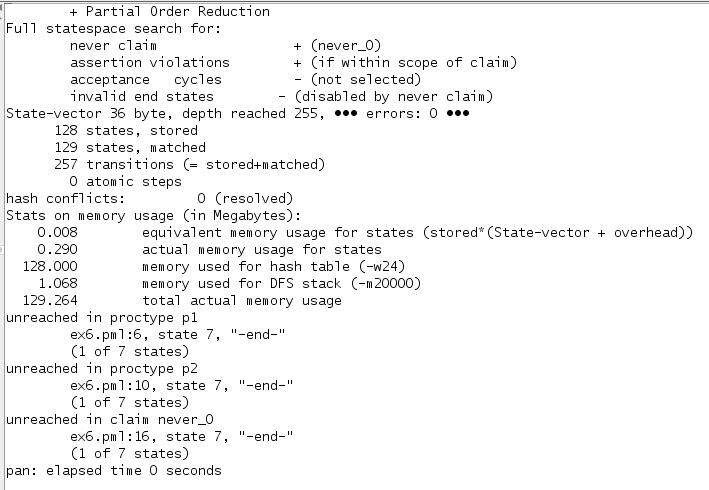 + Partial Order Reduction
Full statespace search for:
never claim + (never_0)
assertion violations + (if within scope of claim)
acceptance cycles - (not selected)
invalid end states - (disabled by never claim)
State-vector 36 byte, depth reached 255, ••• errors: 0 •••
128 states, stored
129 states, matched
257 transitions (= stored+matched)
0 atomic steps
hash conflicts: 0 (resolved)
Stats on memory usage (in Megabytes):
0.008 equivalent memory usage for states (stored*(State-vector + overhead))
0.290 actual memory usage for states
128.000 memory used for hash table (-w24)
1.068 memory used for DFS stack (-m20000)
129.264 total actual memory usage
unreached in proctype p1
ex6.pml:6, state 7, "-end-"
(1 of 7 states)
unreached in proctype p2
ex6.pml:10, state 7, "-end-"
(1 of 7 states)
unreached in claim never_0
ex6.pml:16, state 7, "-end-"
(1 of 7 states)
pan: elapsed time 0 seconds